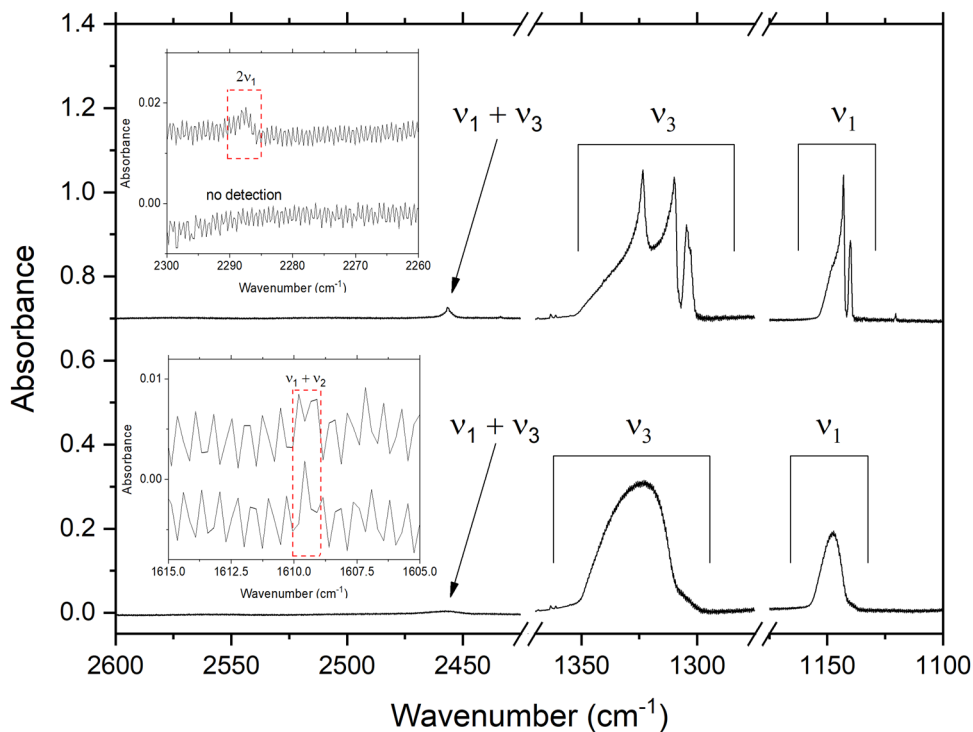 Absorbance
1.4
1.2
1.0
0.8
0.6
0.4
0.2
0.0
2600 2550 2500 2450 1350 1300 1150 1100
Wavenumber (cm⁻¹)
ν₁ + ν₃
ν₃
ν₁
ν₁ + ν₃
ν₃
ν₁
2ν₁
Absorbance
0.02
0.00
no detection
2300 2290 2280 2270 2260
Wavenumber (cm⁻¹)
ν₁ + ν₂
Absorbance
0.01
0.00
1615.0 1612.5 1610.0 1607.5 1605.0
Wavenumber (cm⁻¹)